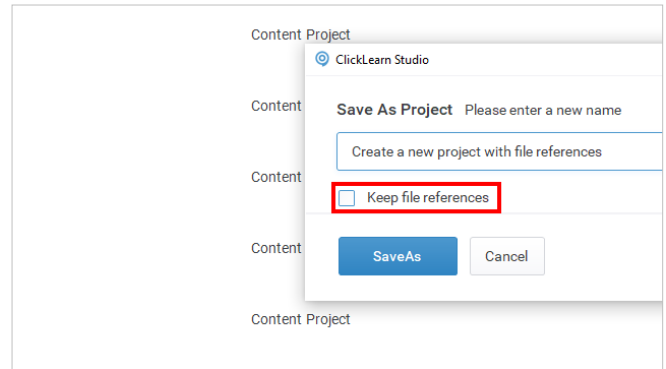 Content Project
ClickLearn Studio
Content
Save As Project Please enter a new name
Create a new project with file references
Content
Keep file references
Content
SaveAs Cancel
Content Project